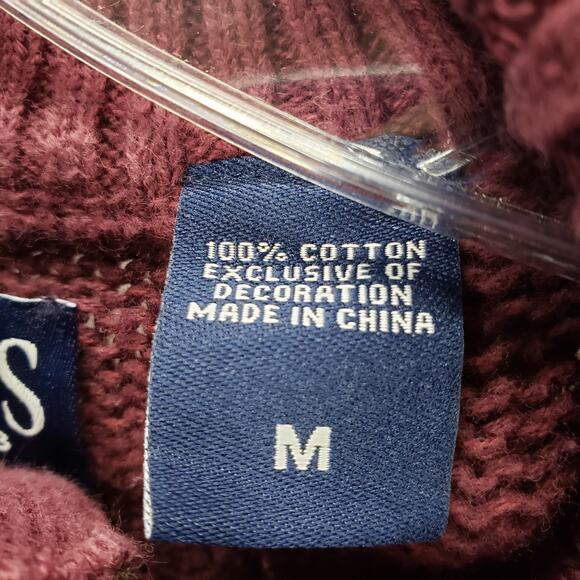 100% COTTON
EXCLUSIVE OF
DECORATION
MADE IN CHINA
M
S